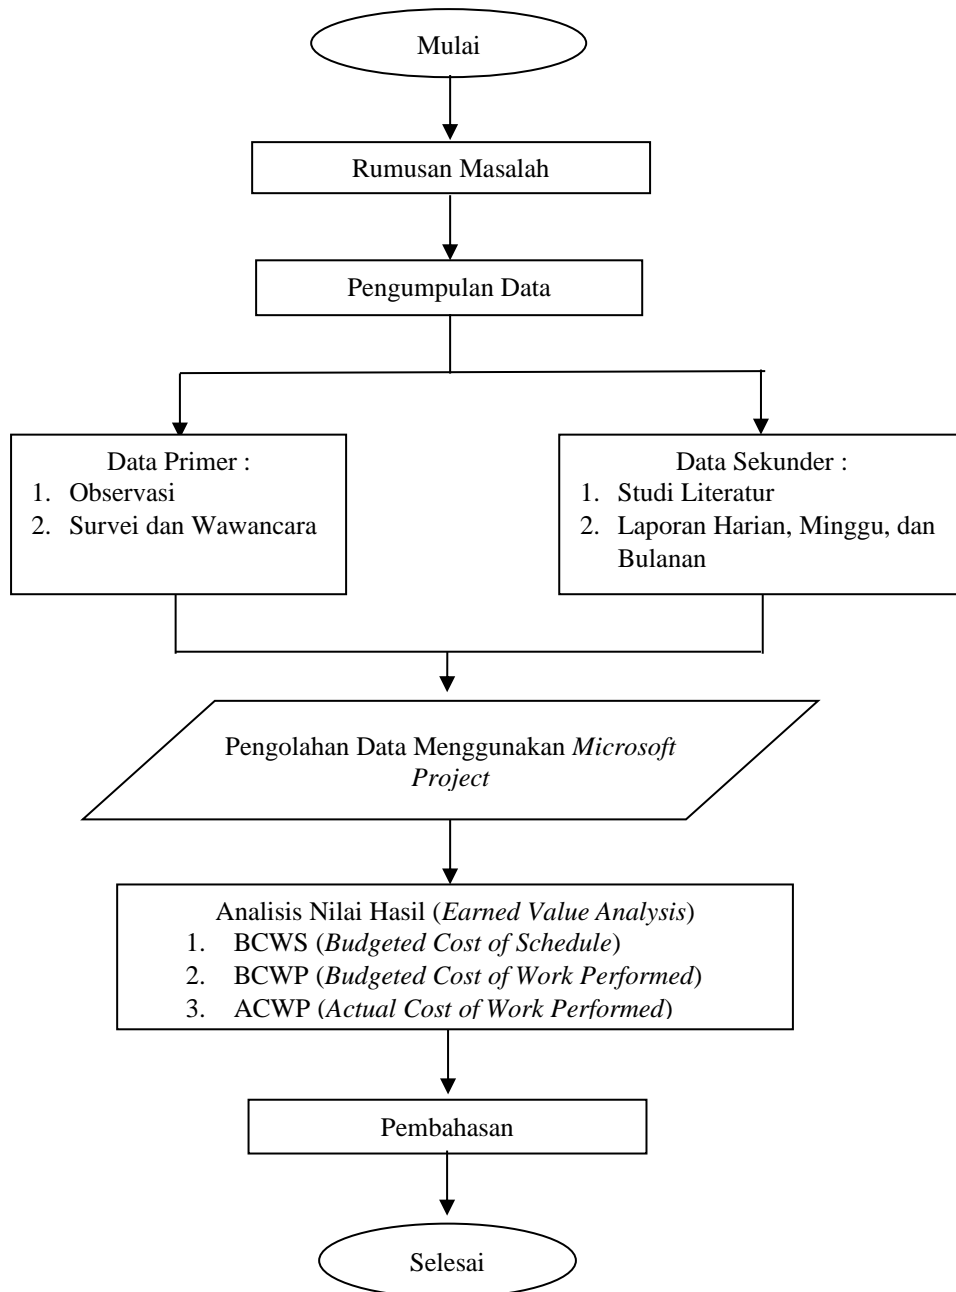 Mulai
Rumusan Masalah
Pengumpulan Data
Data Primer :
1. Observasi
2. Survei dan Wawancara
Data Sekunder :
1. Studi Literatur
2. Laporan Harian, Minggu, dan
Bulanan
Pengolahan Data Menggunakan Microsoft
Project
Analisis Nilai Hasil (Earned Value Analysis)
1. BCWS (Budgeted Cost of Schedule)
2. BCWP (Budgeted Cost of Work Performed)
3. ACWP (Actual Cost of Work Performed)
Pembahasan
Selesai